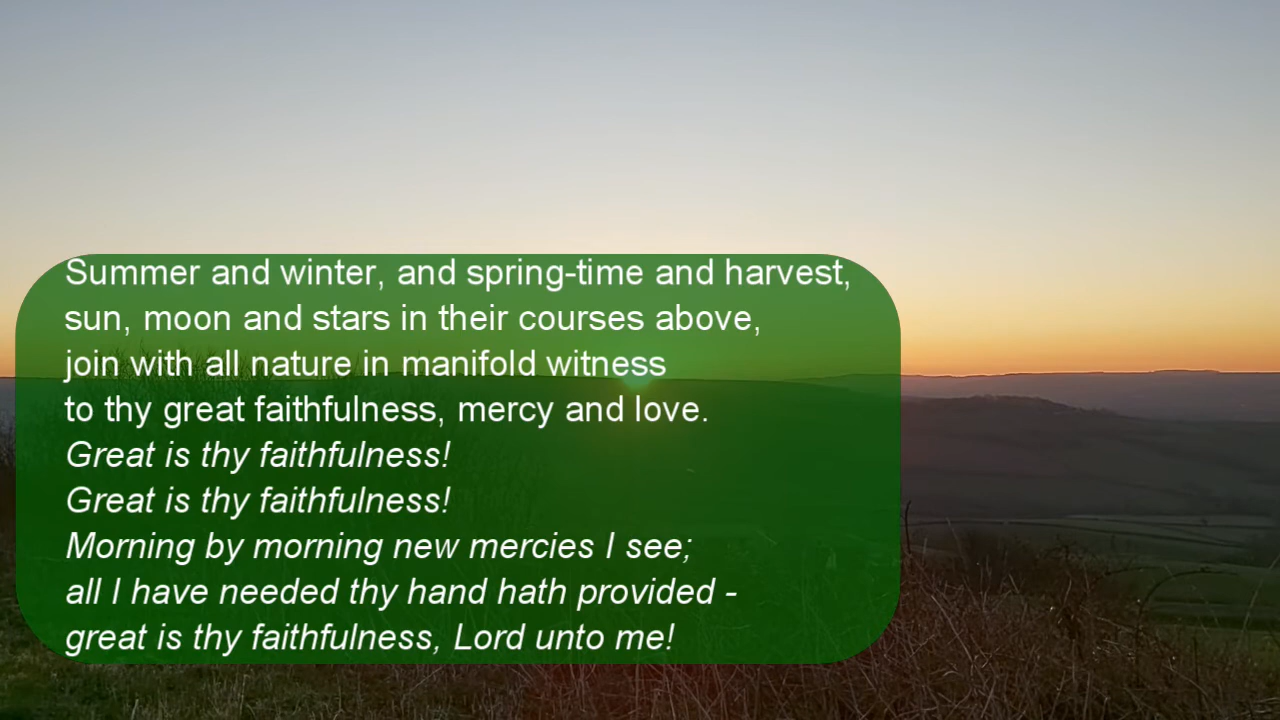 Summer and winter, and spring-time and harvest,
sun, moon and stars in their courses above,
join with all nature in manifold witness
to thy great faithfulness, mercy and love.
Great is thy faithfulness!
Great is thy faithfulness!
Morning by morning new mercies I see;
all I have needed thy hand hath provided -
great is thy faithfulness, Lord unto me!